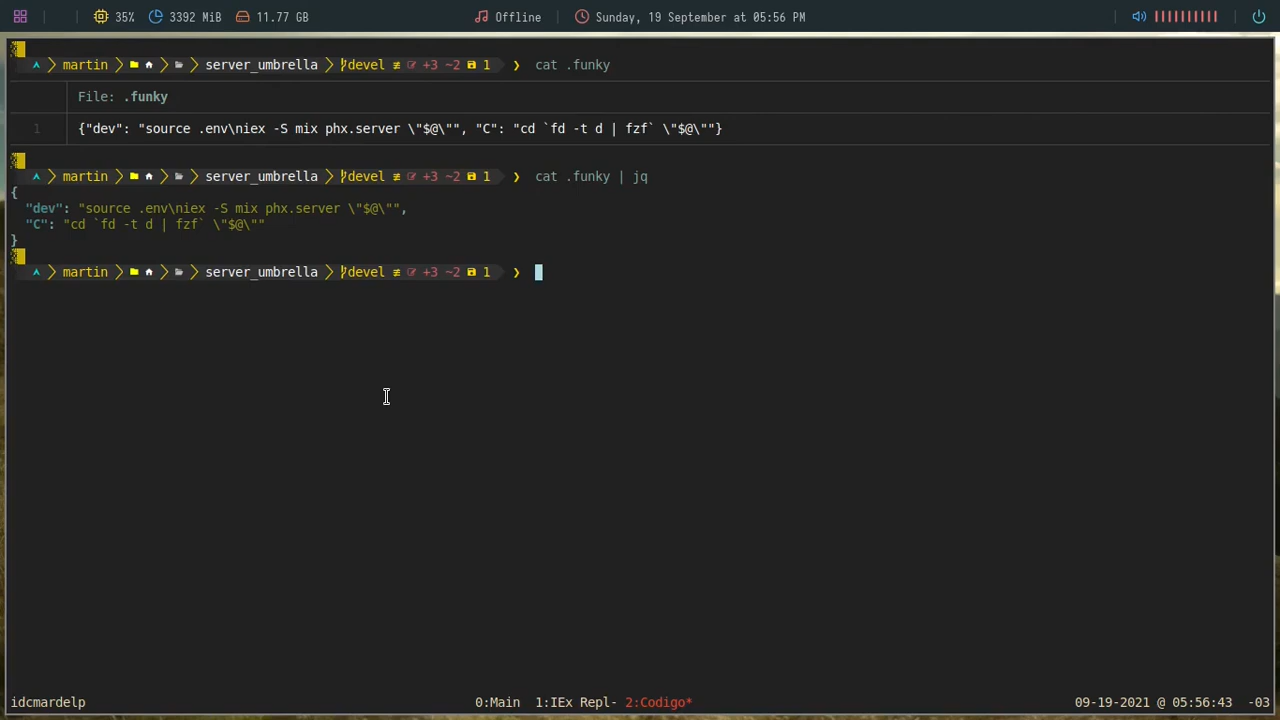 35% 3392 MiB 11.77 GB Offline Sunday, 19 September at 05:56 PM
martin server_umbrella devel ≢ +3 ~2 1 ❯ cat .funky
File: .funky
1 {"dev": "source .env\niex -S mix phx.server \"$@\"", "C": "cd `fd -t d | fzf` \"$@\""}
martin server_umbrella devel ≢ +3 ~2 1 ❯ cat .funky | jq
{
"dev": "source .env\niex -S mix phx.server \"$@\"",
"C": "cd `fd -t d | fzf` \"$@\""
}
martin server_umbrella devel ≢ +3 ~2 1 ❯
idcmardelp 0:Main 1:IEx Repl- 2:Codigo* 09-19-2021 @ 05:56:43 -03